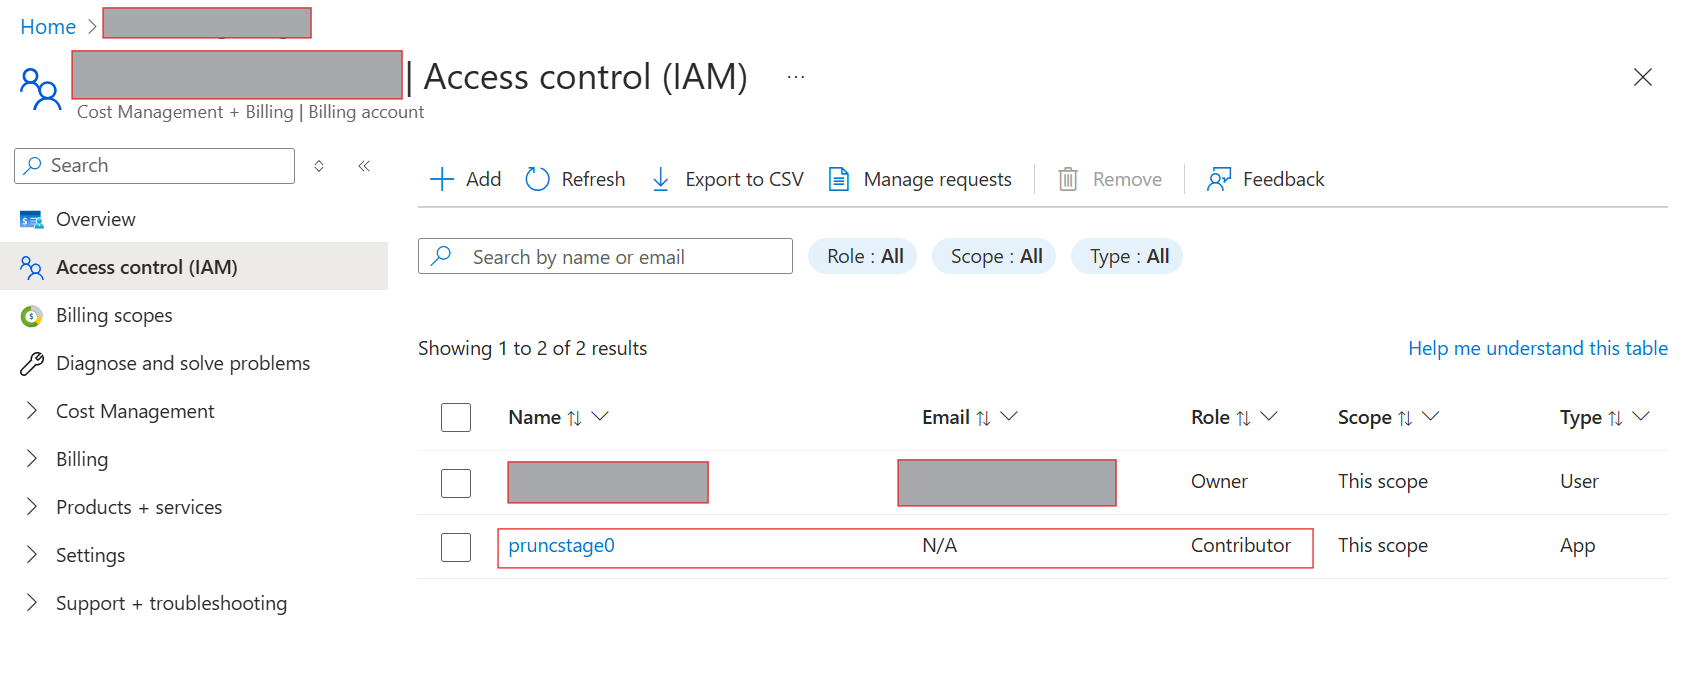 Home >
| Access control (IAM) ...
Cost Management + Billing | Billing account
Search
Overview
Access control (IAM)
Billing scopes
Diagnose and solve problems
Cost Management
Billing
Products + services
Settings
Support + troubleshooting
Add Refresh Export to CSV Manage requests Remove Feedback
Search by name or email Role : All Scope : All Type : All
Showing 1 to 2 of 2 results Help me understand this table
Name Email Role Scope Type
Owner This scope User
pruncstage0 N/A Contributor This scope App